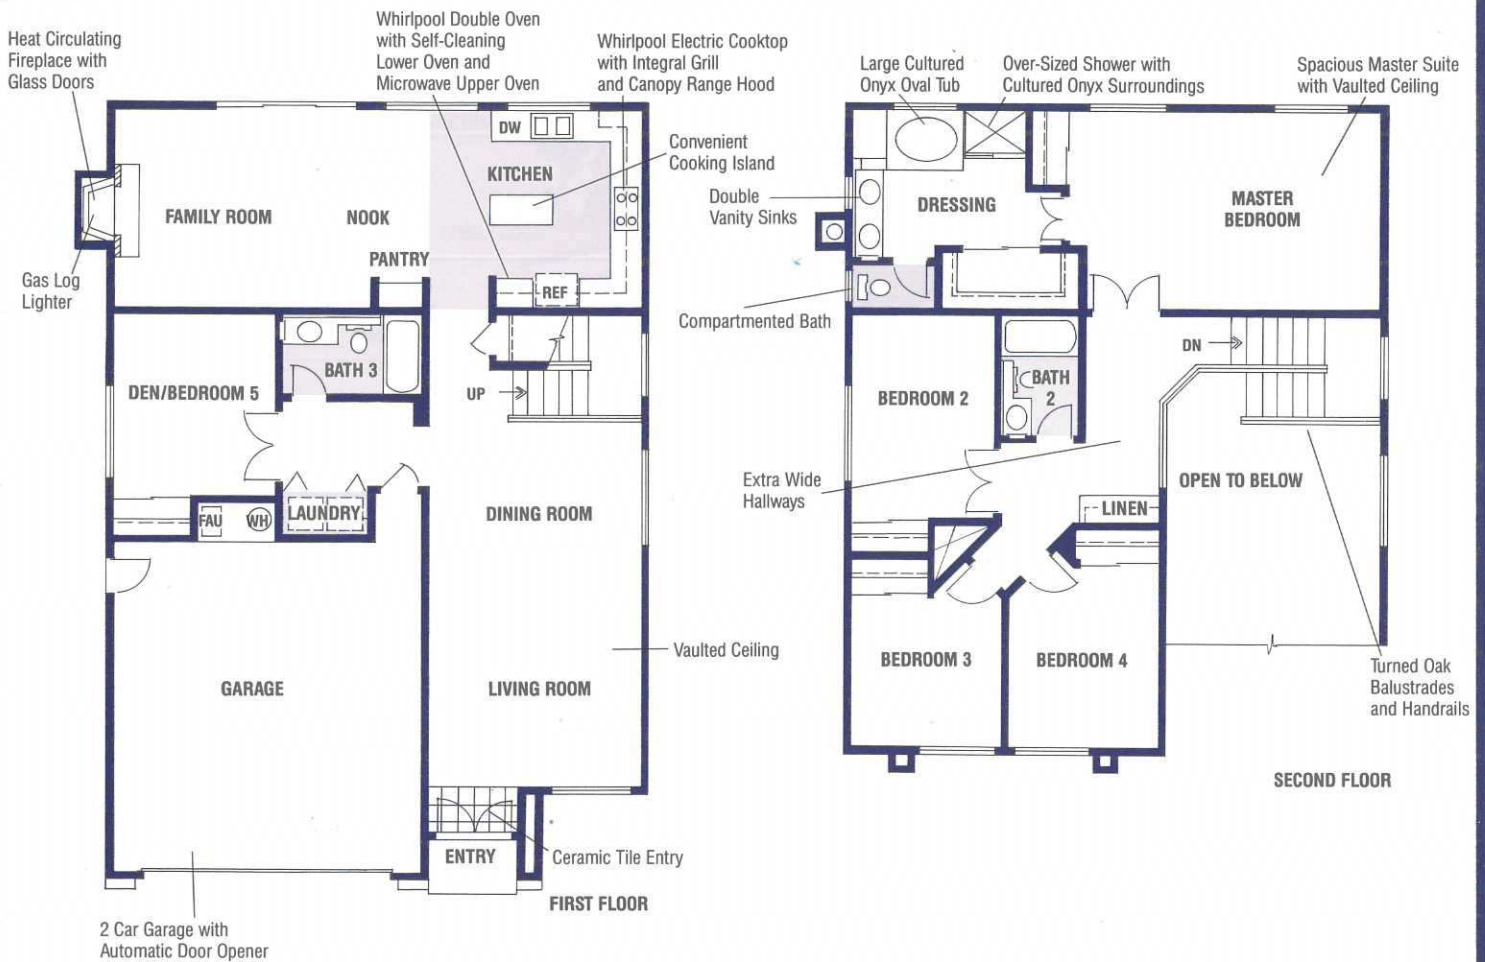 Heat Circulating
Fireplace with
Glass Doors
Whirlpool Double Oven
with Self-Cleaning
Lower Oven and
Microwave Upper Oven
Whirlpool Electric Cooktop
with Integral Grill
and Canopy Range Hood
Convenient
Cooking Island
DW
KITCHEN
FAMILY ROOM
NOOK
PANTRY
REF
Gas Log
Lighter
BATH 3
DEN/BEDROOM 5
UP
FAU
WH
LAUNDRY
DINING ROOM
Vaulted Ceiling
GARAGE
LIVING ROOM
ENTRY
Ceramic Tile Entry
FIRST FLOOR
2 Car Garage with
Automatic Door Opener
Large Cultured
Onyx Oval Tub
Over-Sized Shower with
Cultured Onyx Surroundings
Spacious Master Suite
with Vaulted Ceiling
Double
Vanity Sinks
DRESSING
MASTER
BEDROOM
Compartmented Bath
DN
BEDROOM 2
BATH
2
Extra Wide
Hallways
OPEN TO BELOW
LINEN
BEDROOM 3
BEDROOM 4
Turned Oak
Balustrades
and Handrails
SECOND FLOOR